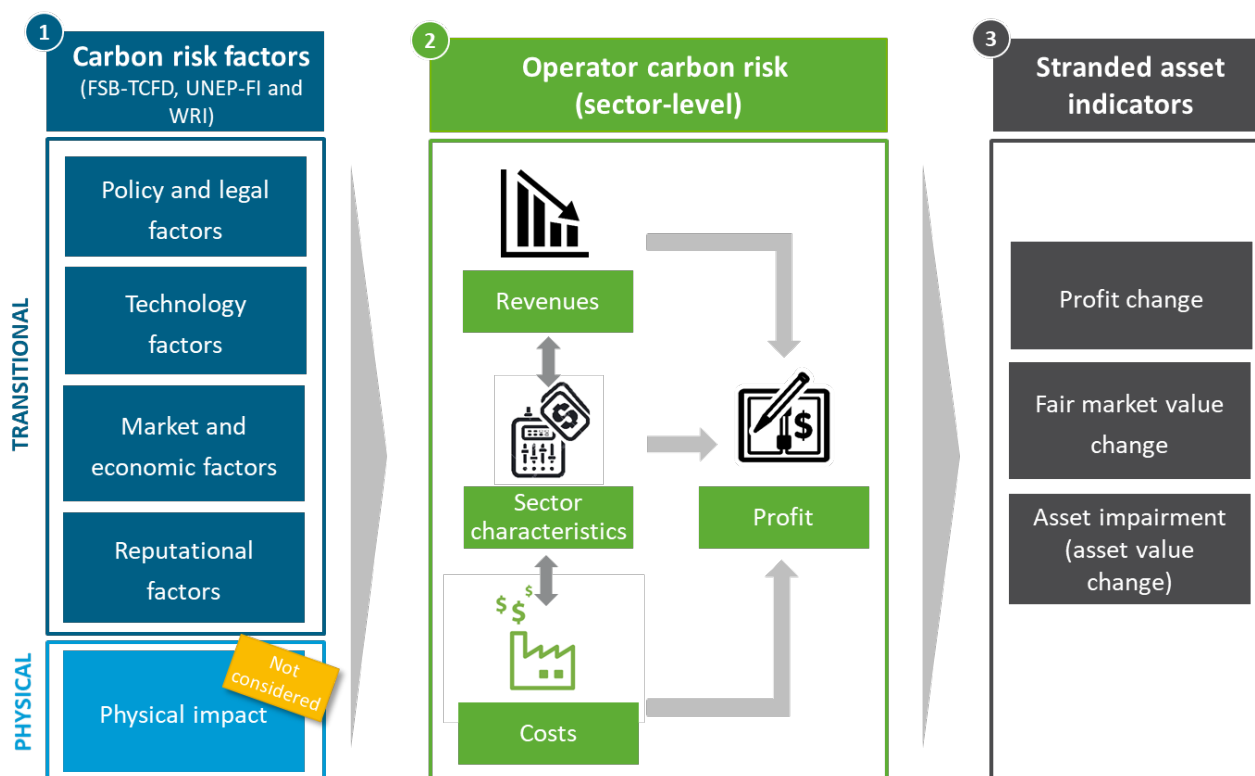 1
Carbon risk factors
(FSB-TCFD, UNEP-FI and
WRI)
TRANSITIONAL
Policy and legal
factors
Technology
factors
Market and
economic factors
Reputational
factors
PHYSICAL
Physical impact
Not
considered
2
Operator carbon risk
(sector-level)
Revenues
Sector
characteristics
$ $ $
Costs
$
Profit
3
Stranded asset
indicators
Profit change
Fair market value
change
Asset impairment
(asset value
change)